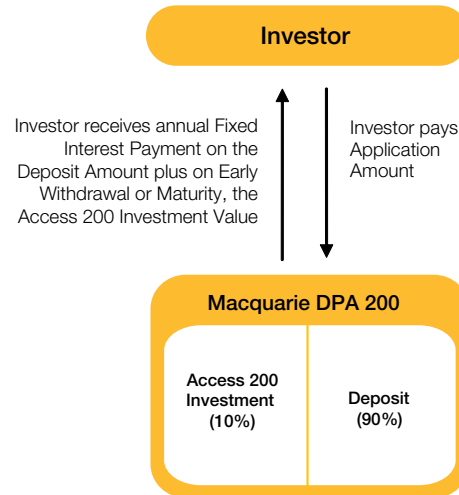 Investor
Investor receives annual Fixed
Interest Payment on the
Deposit Amount plus on Early
Withdrawal or Maturity, the
Access 200 Investment Value
Investor pays
Application
Amount
Macquarie DPA 200
Access 200
Investment
(10%)
Deposit
(90%)